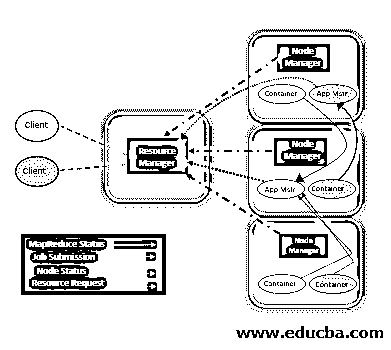 Node
Manager
Container
App Mstr
Client
Resource
Manager
Node
Manager
Client
App Mstr
Container
MapReduce Status
Job Submission
Node Status
Resource Request
Node
Manager
Container
Container
www.educba.com